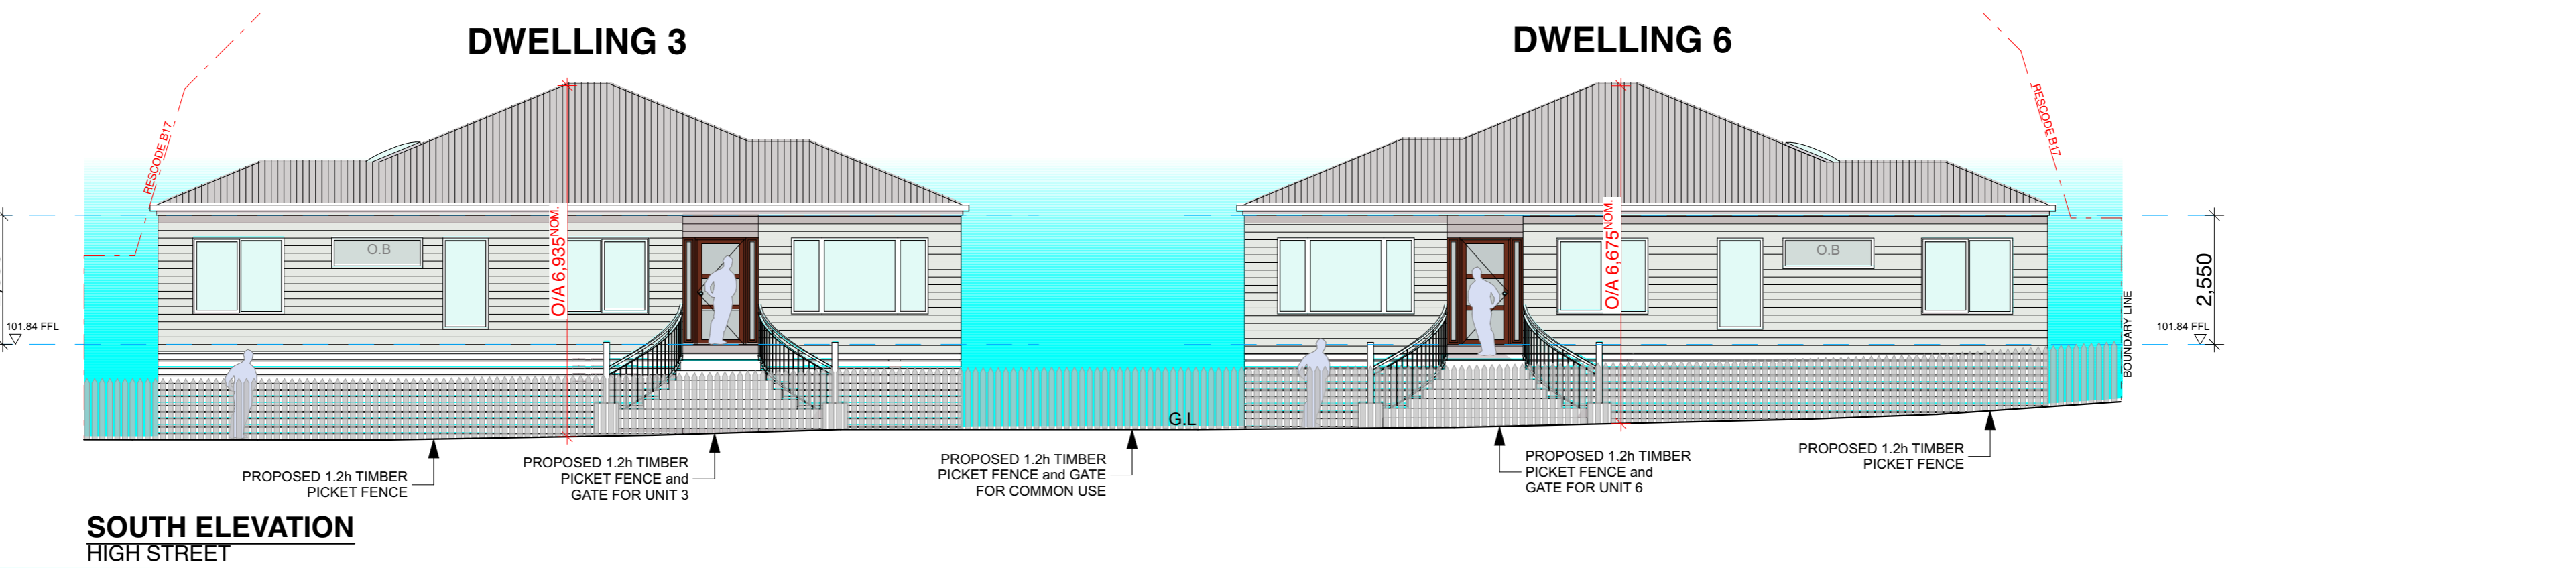 DWELLING 3
DWELLING 6
RESCODE B17
RESCODE B17
O.B
O.B
O/A 6,935 NOM.
O/A 6,675 NOM.
101.84 FFL
101.84 FFL
2,550
BOUNDARY LINE
G.L
PROPOSED 1.2h TIMBER
PICKET FENCE
PROPOSED 1.2h TIMBER
PICKET FENCE and
GATE FOR UNIT 3
PROPOSED 1.2h TIMBER
PICKET FENCE and GATE
FOR COMMON USE
PROPOSED 1.2h TIMBER
PICKET FENCE and
GATE FOR UNIT 6
PROPOSED 1.2h TIMBER
PICKET FENCE
SOUTH ELEVATION
HIGH STREET